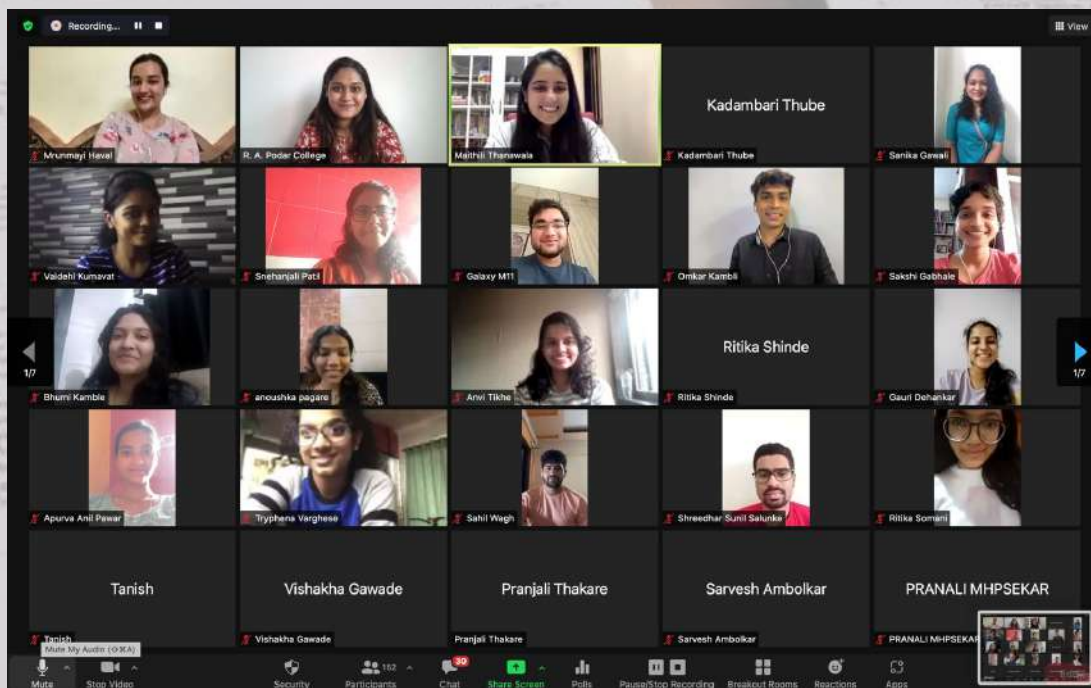 Recording...
View
Mrunmayi Haval
R. A. Podar College
Maithili Thanawala
Kadambari Thube
Kadambari Thube
Sanika Gawali
Vaidehi Kumavat
Snehanjali Patil
Galaxy M11
Omkar Kambli
Sakshi Gabhale
1/7
Bhumi Kamble
anoushka pagare
Anvi Tikhe
Ritika Shinde
Ritika Shinde
Gauri Dehankar
1/7
Apurva Anil Pawar
Tryphena Varghese
Sahil Wagh
Shreedhar Sunil Salunke
Ritika Somani
Tanish
Vishakha Gawade
Pranjali Thakare
Sarvesh Ambolkar
PRANALI MHPSEKAR
Tanish
Vishakha Gawade
Pranjali Thakare
Sarvesh Ambolkar
PRANALI MHPSEKAR
Mute My Audio (⇧⌘A)
Mute
Stop Video
Security
Participants
152
Chat
30
Share Screen
Polls
Pause/Stop Recording
Breakout Rooms
Reactions
Apps